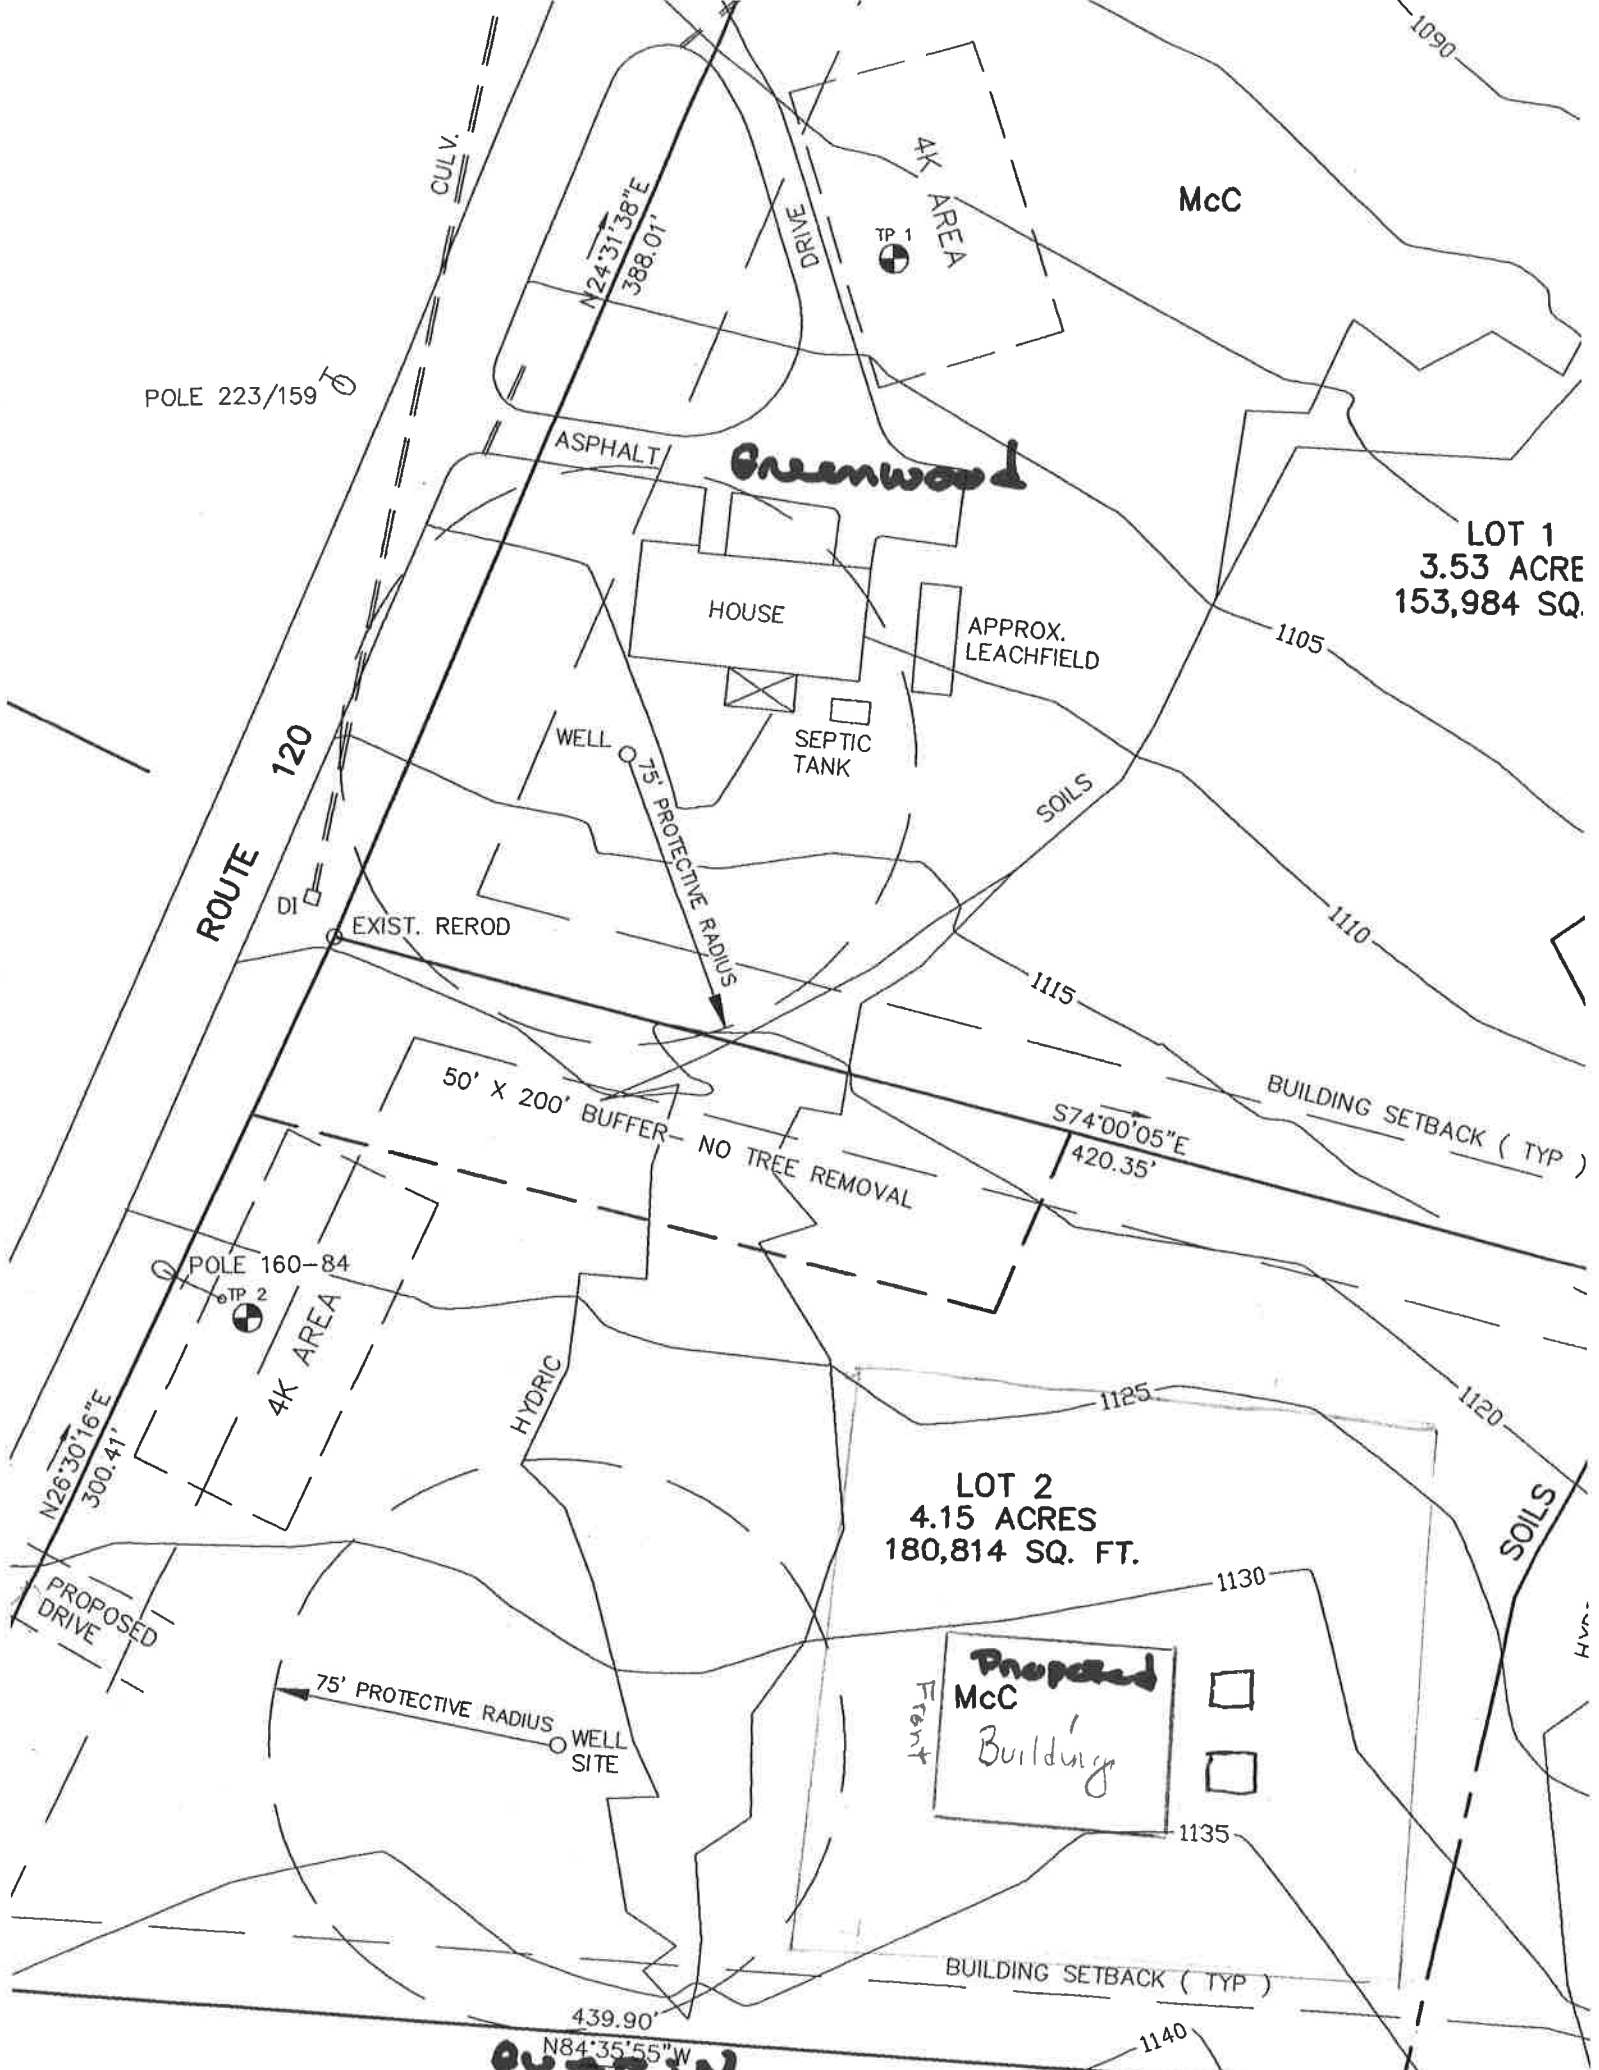 1090
CULV.
4K AREA
McC
N24°31'38"E
388.01'
DRIVE
TP 1
POLE 223/159
ASPHALT
Greenwood
LOT 1
3.53 ACRE
153,984 SQ.
HOUSE
APPROX.
LEACHFIELD
1105
WELL
SEPTIC
TANK
75' PROTECTIVE RADIUS
SOILS
ROUTE 120
DI
EXIST. REROD
1110
1115
50' X 200' BUFFER- NO TREE REMOVAL
BUILDING SETBACK ( TYP )
S74°00'05"E
420.35'
POLE 160-84
TP 2
4K AREA
HYDRIC
1125
1120
N26°30'16"E
300.41'
LOT 2
4.15 ACRES
180,814 SQ. FT.
SOILS
1130
PROPOSED
DRIVE
Proposed
McC
Building
Front
75' PROTECTIVE RADIUS
WELL
SITE
1135
BUILDING SETBACK ( TYP )
439.90'
N84°35'55"W
1140